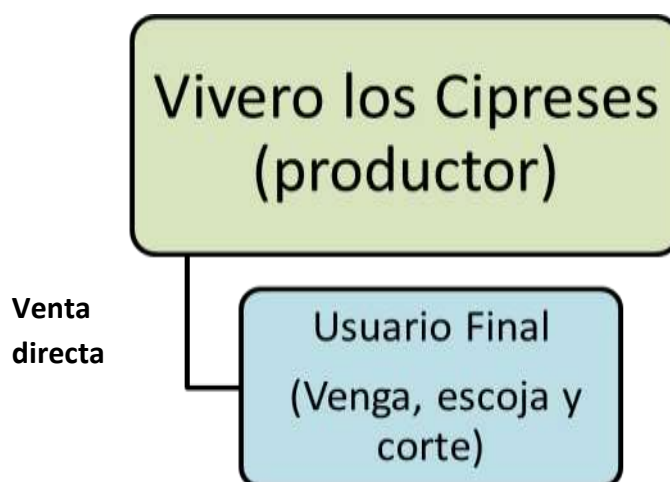 Vivero los Cipreses
(productor)
Venta
directa
Usuario Final
(Venga, escoja y
corte)